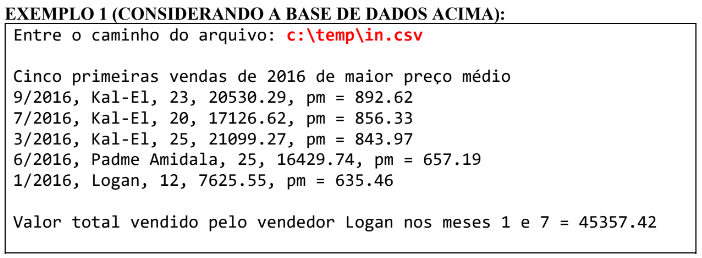 EXEMPLO 1 (CONSIDERANDO A BASE DE DADOS ACIMA):
Entre o caminho do arquivo: c:\temp\in.csv
Cinco primeiras vendas de 2016 de maior preço médio
9/2016, Kal-El, 23, 20530.29, pm = 892.62
7/2016, Kal-El, 20, 17126.62, pm = 856.33
3/2016, Kal-El, 25, 21099.27, pm = 843.97
6/2016, Padme Amidala, 25, 16429.74, pm = 657.19
1/2016, Logan, 12, 7625.55, pm = 635.46
Valor total vendido pelo vendedor Logan nos meses 1 e 7 = 45357.42